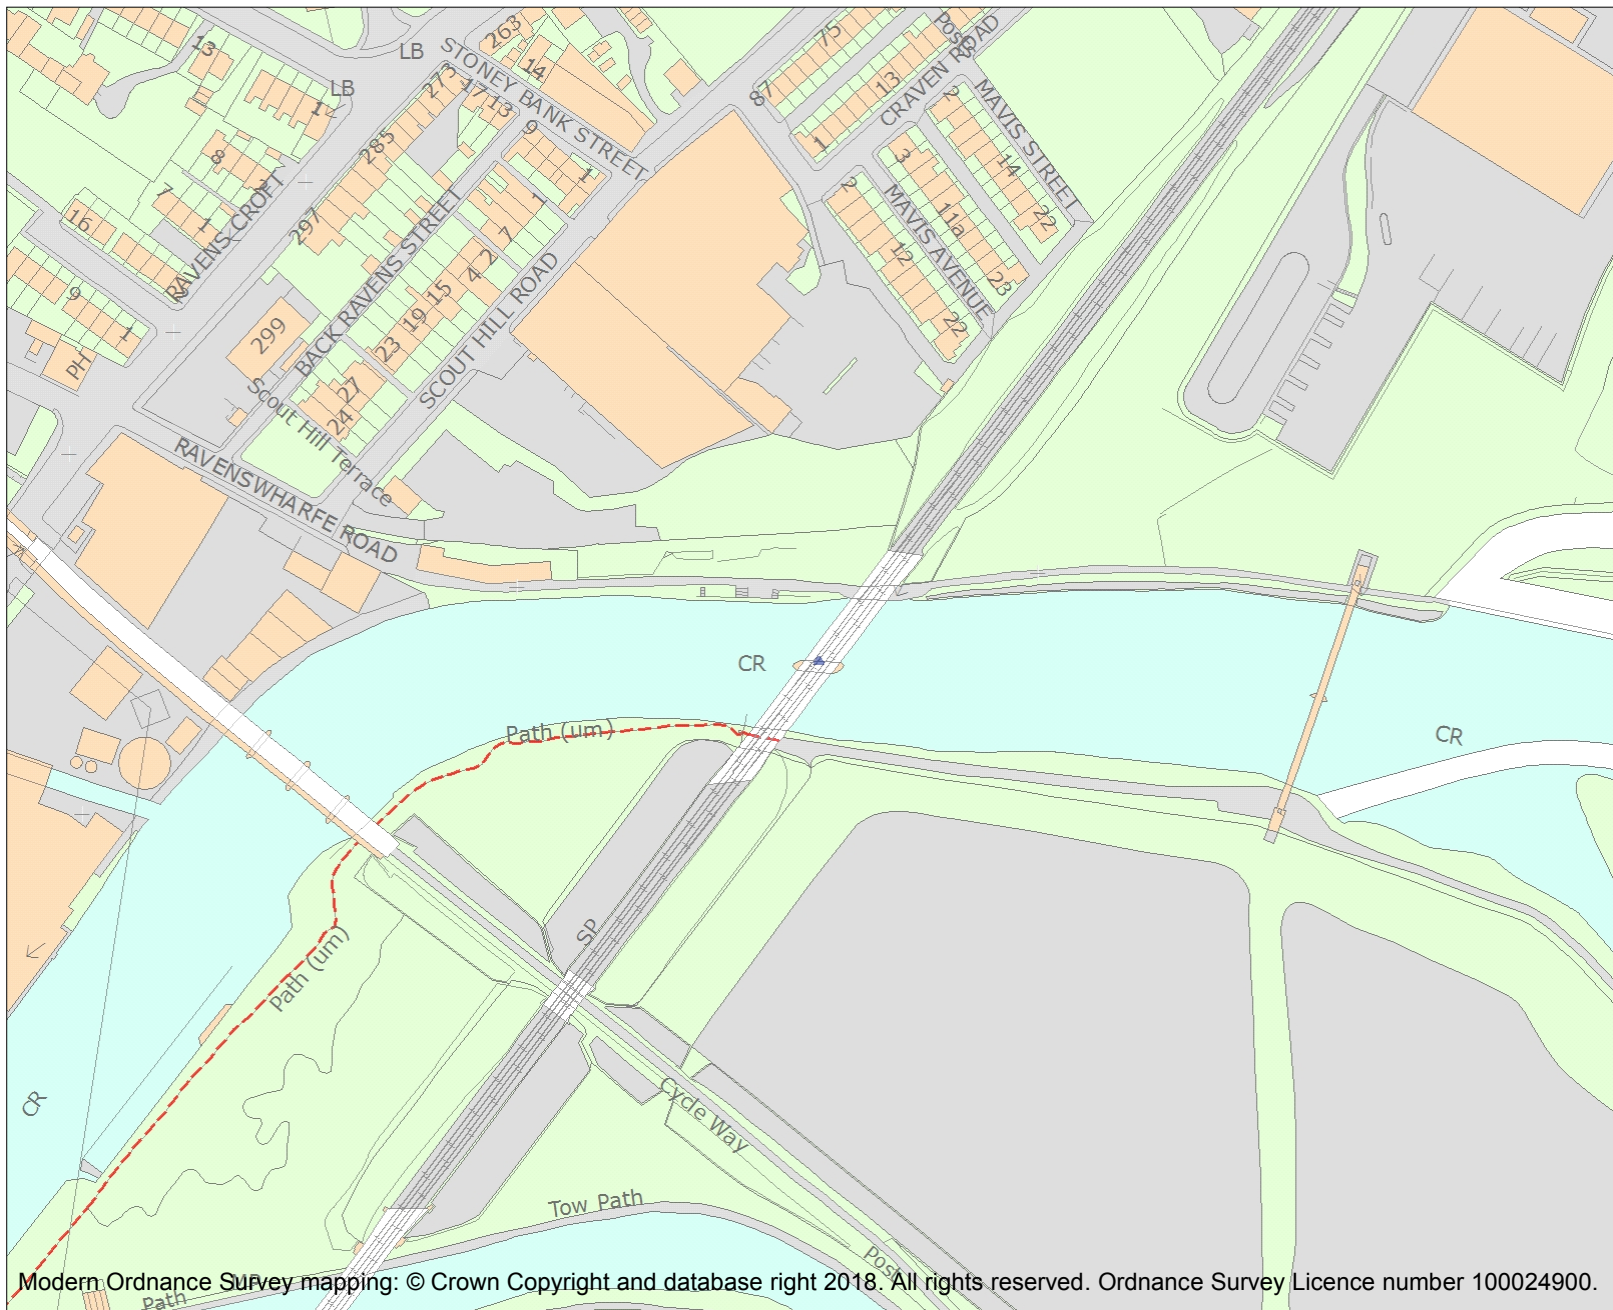 263
LB
STONEY BANK STREET
14
13
LB
273
17
13
9
1
75
Posts
87
13
CRAVEN ROAD
1
2
MAVIS STREET
14
22
3
11a
23
2
MAVIS AVENUE
12
22
1
285
8
2
7
1
RAVENS CROFT
297
16
9
1
PH
299
BACK RAVENS STREET
1
7
2
4
15
19
23
27
24
SCOUT HILL ROAD
Scout Hill Terrace
RAVENSWHARFE ROAD
CR
CR
Path (um)
SP
Path (um)
CR
Cycle Way
Tow Path
Post
MP
Path
Modern Ordnance Survey mapping: © Crown Copyright and database right 2018. All rights reserved. Ordnance Survey Licence number 100024900.